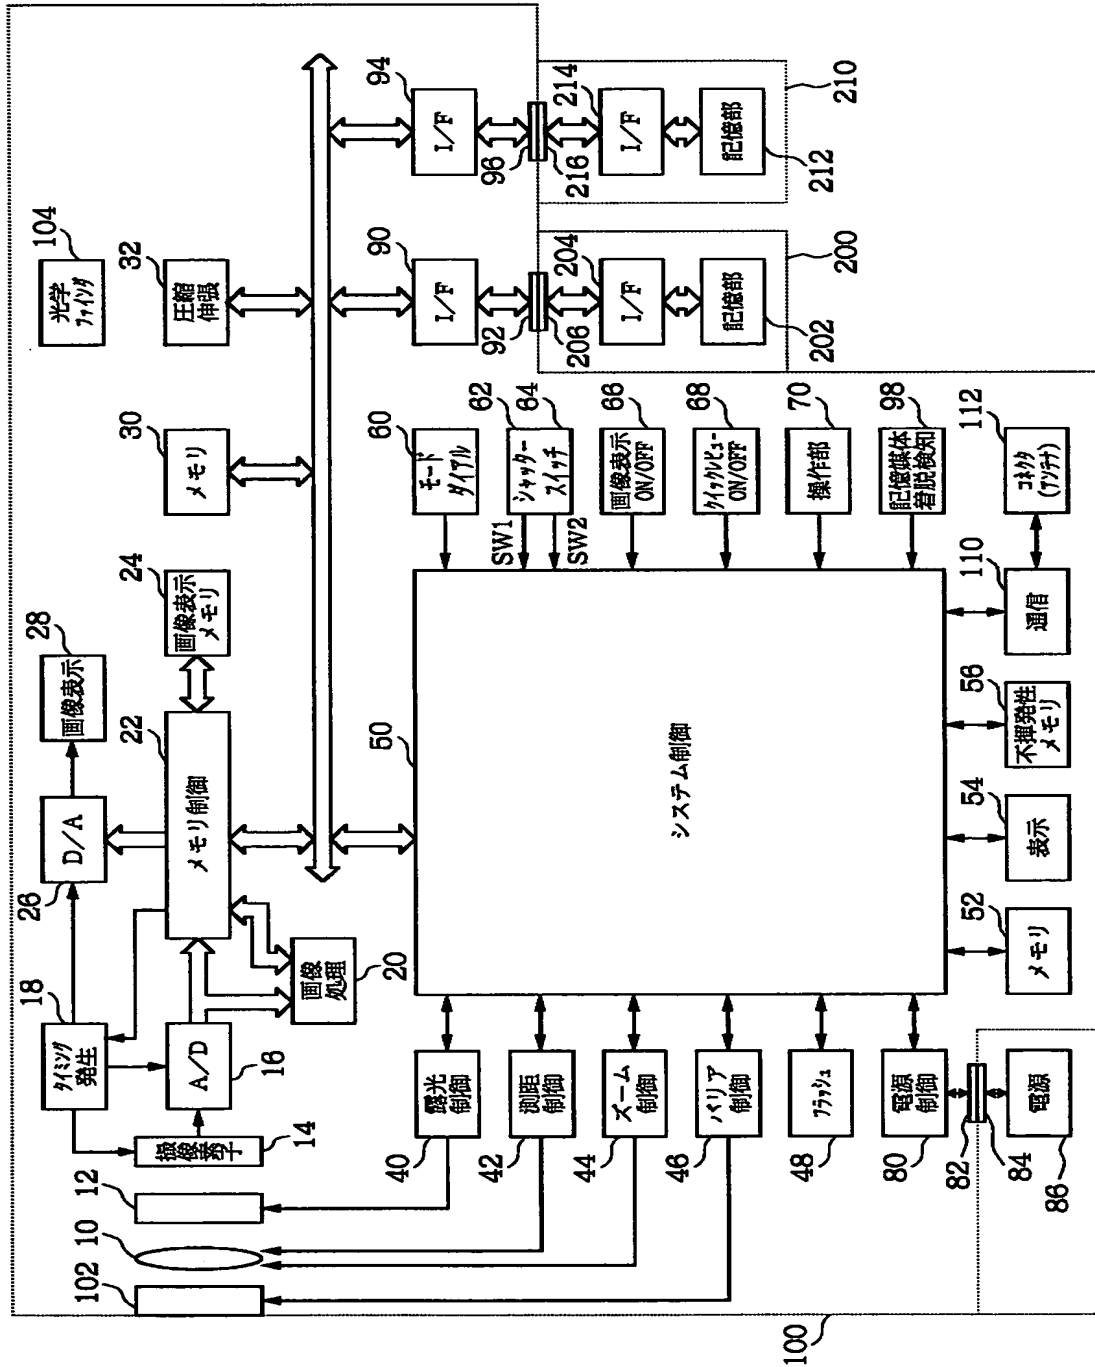 100
102
10
12
14
撮像素子
40
露光
制御
42
測距制御
44
ズーム
制御
46
バリア
制御
48
フラッシュ
80
電源
制御
82
84
86
電源
18
タイミング
発生
16
A/D
20
画像
処理
26
D/A
22
メモリ制御
28
画像表示
24
画像表示
メモリ
30
メモリ
32
圧縮
伸張
104
光学
ファインダ
50
システム制御
52
メモリ
54
表示
56
不揮発性
メモリ
110
通信
112
コネクタ
(アンテナ)
60
モード
ダイアル
62
64
シャッター
スイッチ
SW1
SW2
66
画像表示
ON/OFF
68
クイックレビュー
ON/OFF
70
操作部
98
記憶媒体
着脱検知
90
I/F
92
206
204
I/F
202
記憶部
200
94
I/F
96
216
214
I/F
212
記憶部
210